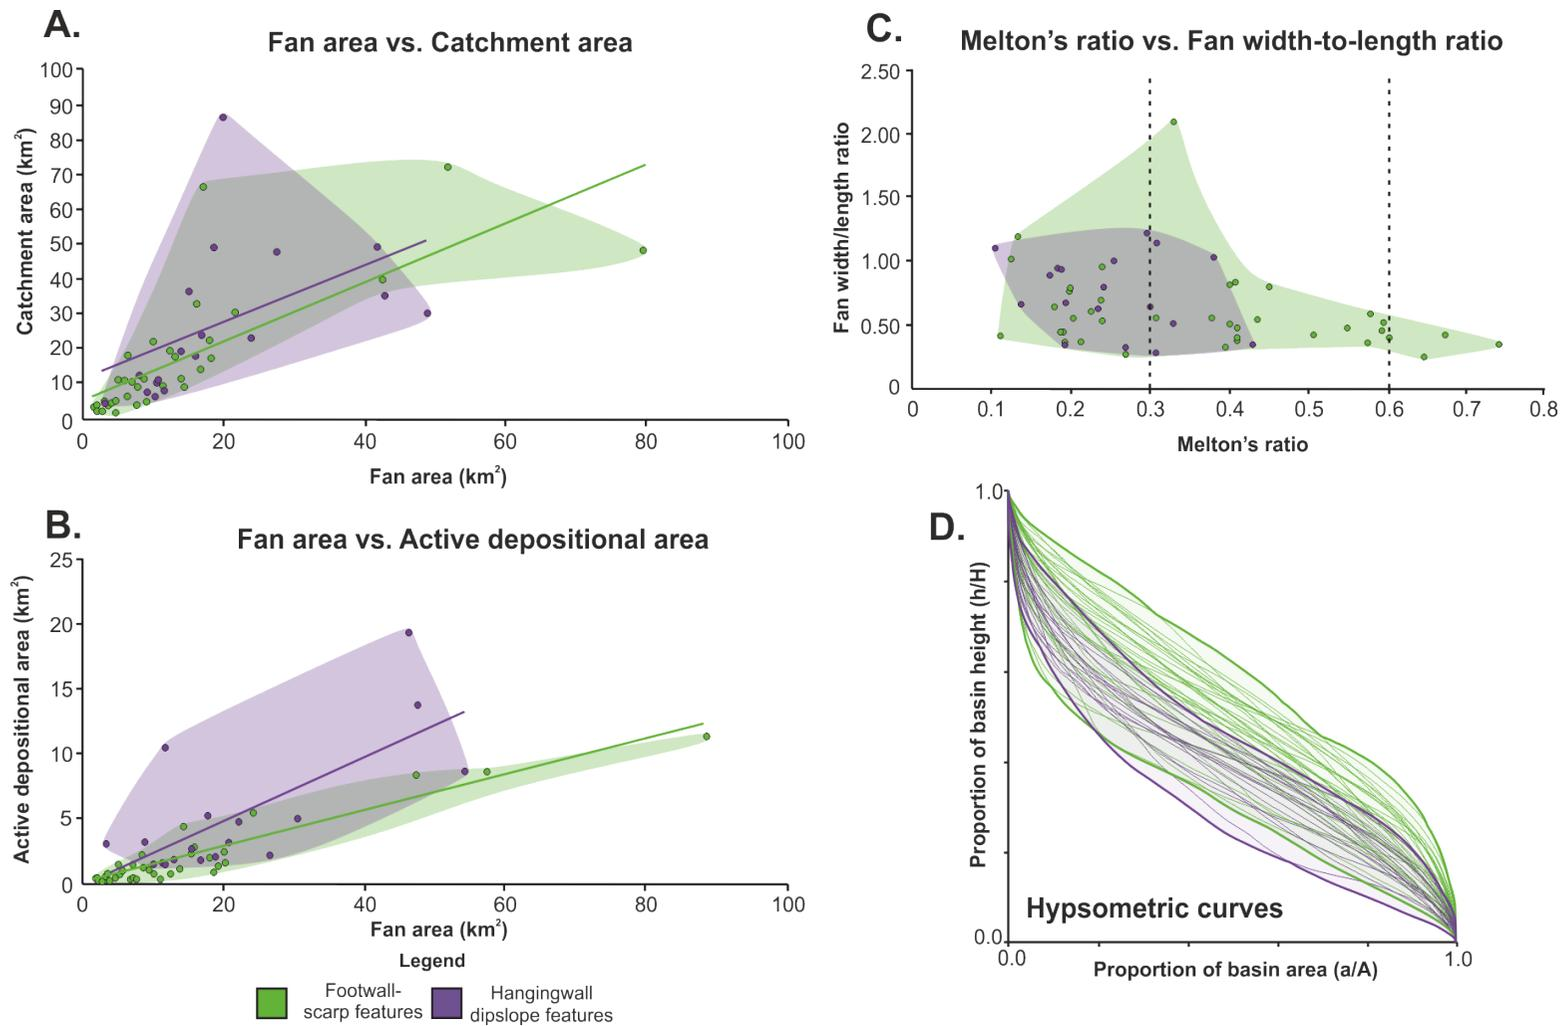 A.
Fan area vs. Catchment area
100
90
80
70
60
50
40
30
20
10
0
Catchment area (km²)
0 20 40 60 80 100
Fan area (km²)
B.
Fan area vs. Active depositional area
25
20
15
10
5
0
Active depositional area (km²)
0 20 40 60 80 100
Fan area (km²)
Legend
Footwall-
scarp features
Hangingwall
dipslope features
C.
Melton’s ratio vs. Fan width-to-length ratio
2.50
2.00
1.50
1.00
0.50
0
Fan width/length ratio
0 0.1 0.2 0.3 0.4 0.5 0.6 0.7 0.8
Melton’s ratio
D.
1.0
0.0
Proportion of basin height (h/H)
Hypsometric curves
0.0 1.0
Proportion of basin area (a/A)